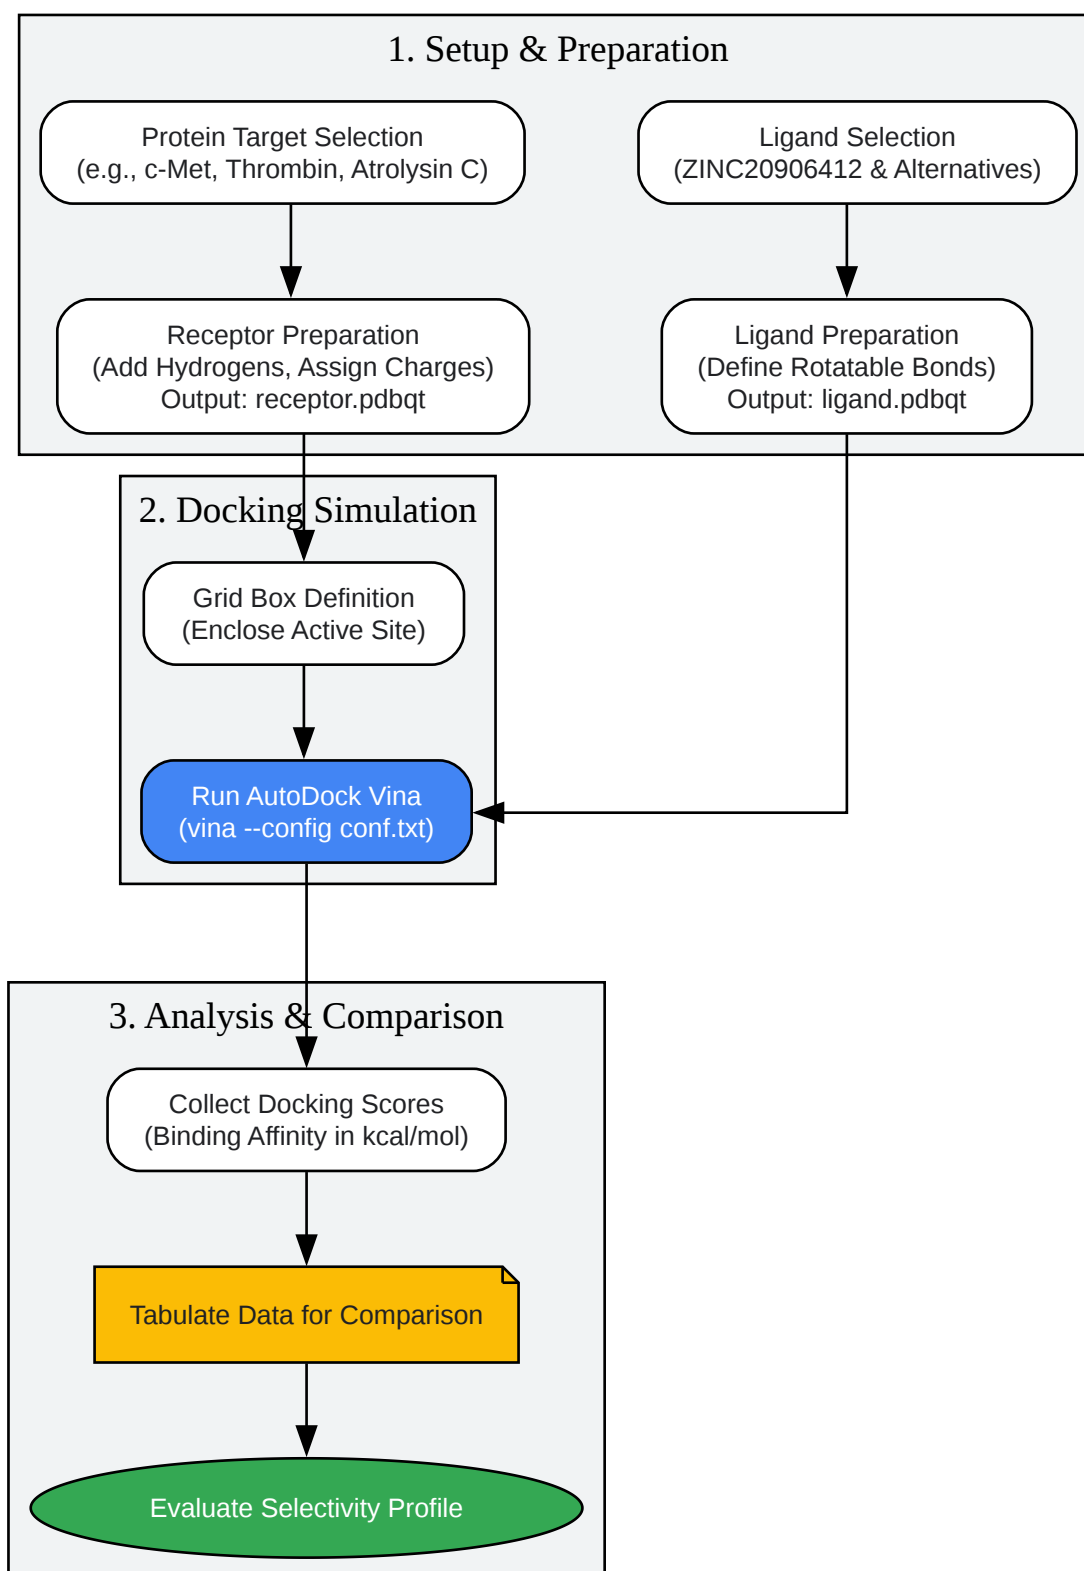 1. Setup & Preparation
Protein Target Selection
(e.g., c-Met, Thrombin, Atrolysin C)
Ligand Selection
(ZINC20906412 & Alternatives)
Receptor Preparation
(Add Hydrogens, Assign Charges)
Output: receptor.pdbqt
Ligand Preparation
(Define Rotatable Bonds)
Output: ligand.pdbqt
2. Docking Simulation
Grid Box Definition
(Enclose Active Site)
Run AutoDock Vina
(vina --config conf.txt)
3. Analysis & Comparison
Collect Docking Scores
(Binding Affinity in kcal/mol)
Tabulate Data for Comparison
Evaluate Selectivity Profile